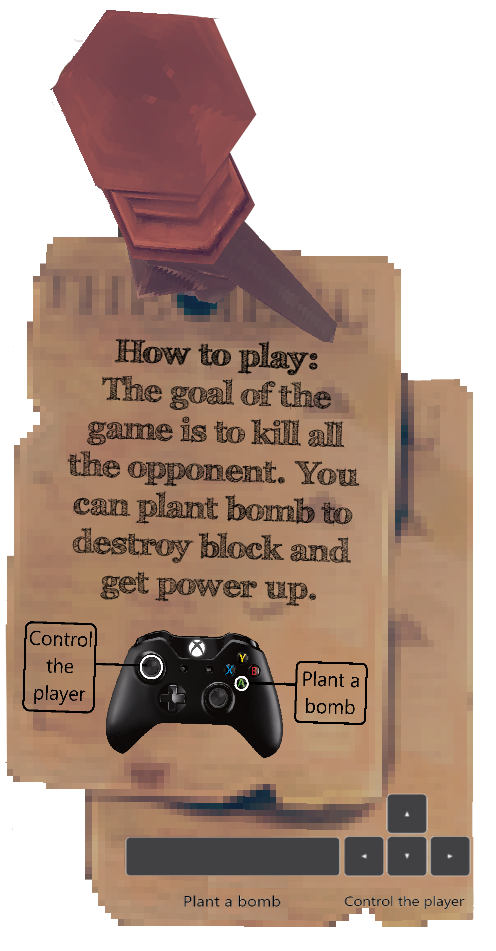 How to play:
The goal of the
game is to kill all
the opponent. You
can plant bomb to
destroy block and
get power up.
Control
the
player
Y
X
B
A
Plant a
bomb
Plant a bomb
Control the player